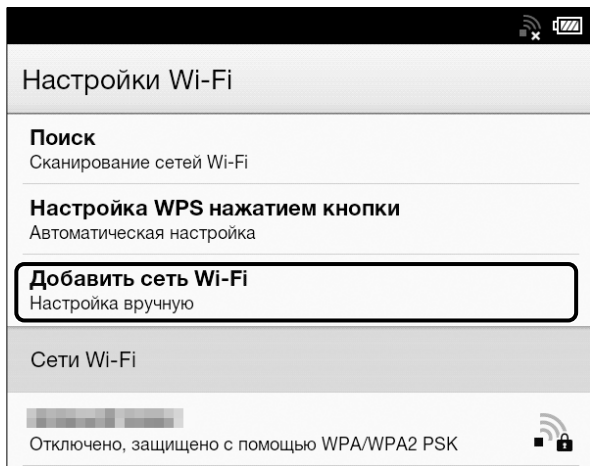 Настройки Wi-Fi
Поиск
Сканирование сетей Wi-Fi
Настройка WPS нажатием кнопки
Автоматическая настройка
Добавить сеть Wi-Fi
Настройка вручную
Сети Wi-Fi
Отключено, защищено с помощью WPA/WPA2 PSK